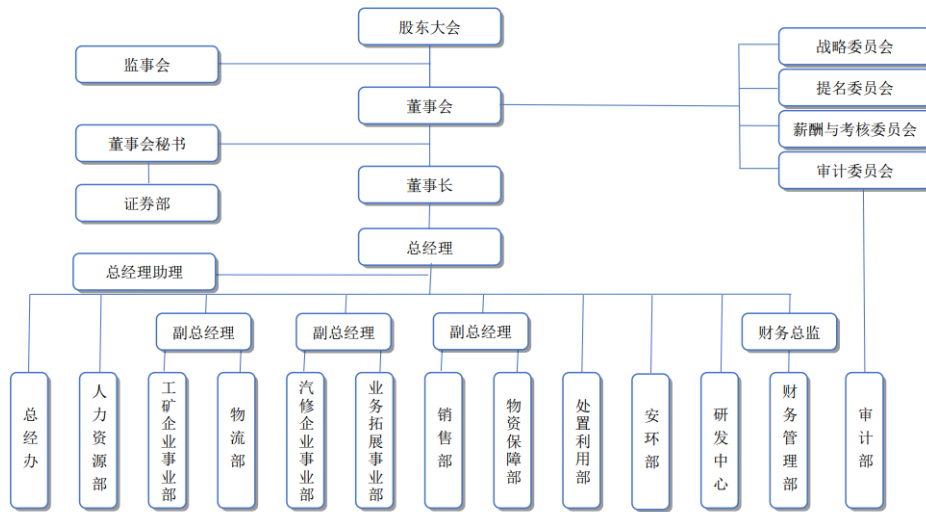 股东大会
监事会
董事会
战略委员会
提名委员会
薪酬与考核委员会
审计委员会
董事会秘书
证券部
董事长
总经理
总经理助理
副总经理
副总经理
副总经理
财务总监
总经办
人力资源部
工矿企业事业部
物流部
汽修企业事业部
业务拓展事业部
销售部
物资保障部
处置利用部
安环部
研发中心
财务管理部
审计部